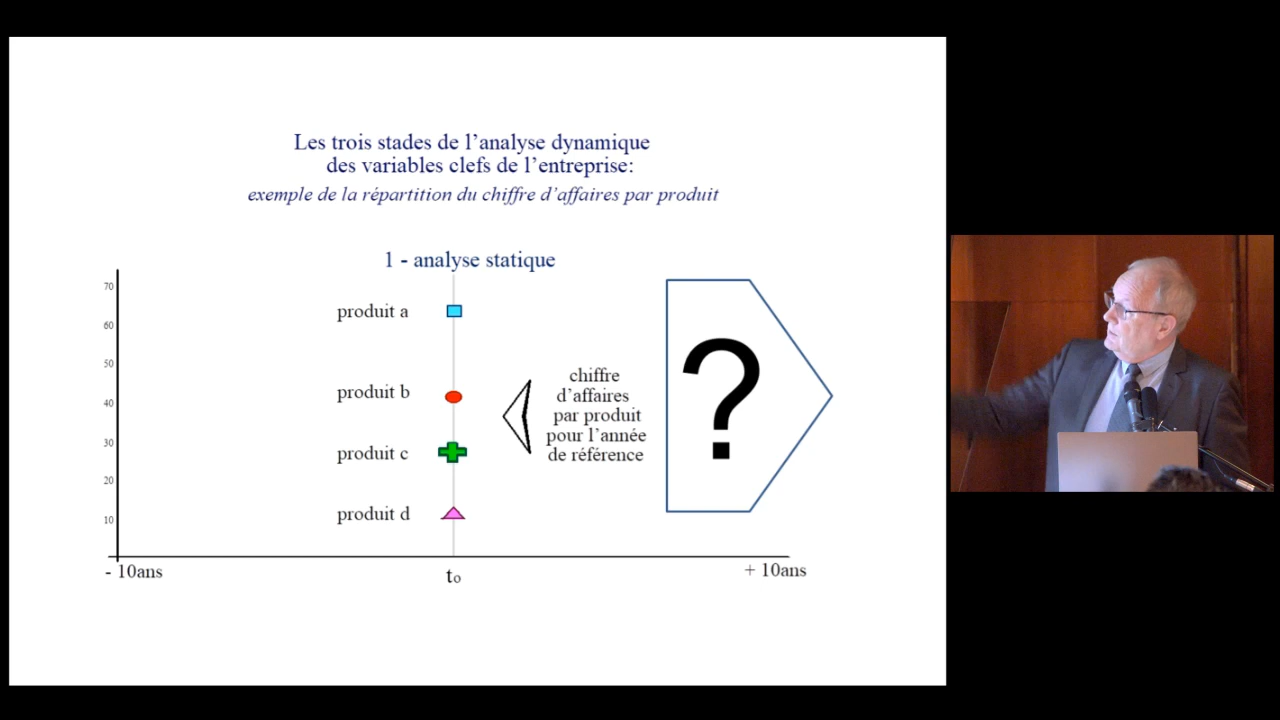 Les trois stades de l’analyse dynamique
des variables clefs de l’entreprise:
exemple de la répartition du chiffre d’affaires par produit
1 - analyse statique
70
60
50
40
30
20
10
produit a
produit b
produit c
produit d
chiffre
d’affaires
par produit
pour l’année
de référence
?
- 10ans
to
+ 10ans